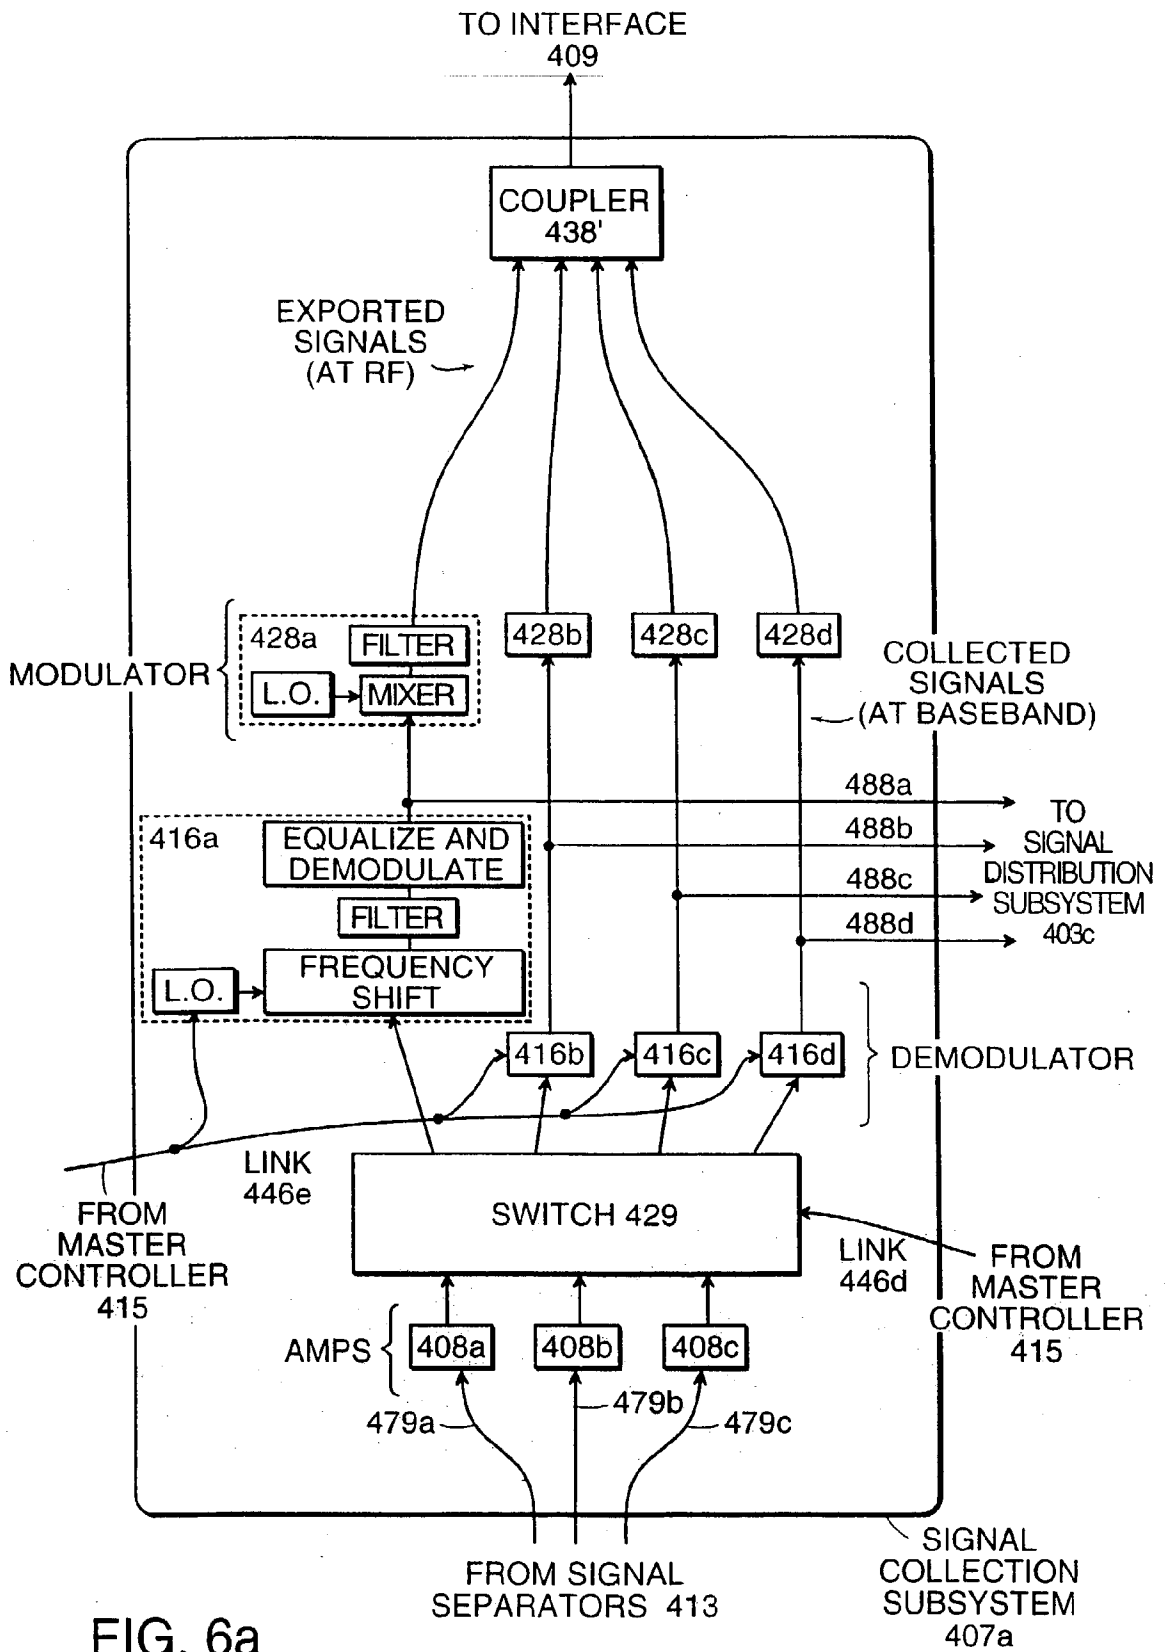 TO INTERFACE
409
COUPLER
438'
EXPORTED
SIGNALS
(AT RF)
MODULATOR
428a
FILTER
L.O.
MIXER
428b
428c
428d
COLLECTED
SIGNALS
(AT BASEBAND)
488a
488b
488c
488d
TO
SIGNAL
DISTRIBUTION
SUBSYSTEM
403c
416a
EQUALIZE AND
DEMODULATE
FILTER
FREQUENCY
SHIFT
L.O.
416b
416c
416d
DEMODULATOR
LINK
446e
FROM
MASTER
CONTROLLER
415
SWITCH 429
LINK
446d
FROM
MASTER
CONTROLLER
415
AMPS
408a
408b
408c
479a
479b
479c
FROM SIGNAL
SEPARATORS 413
SIGNAL
COLLECTION
SUBSYSTEM
407a
FIG. 6a